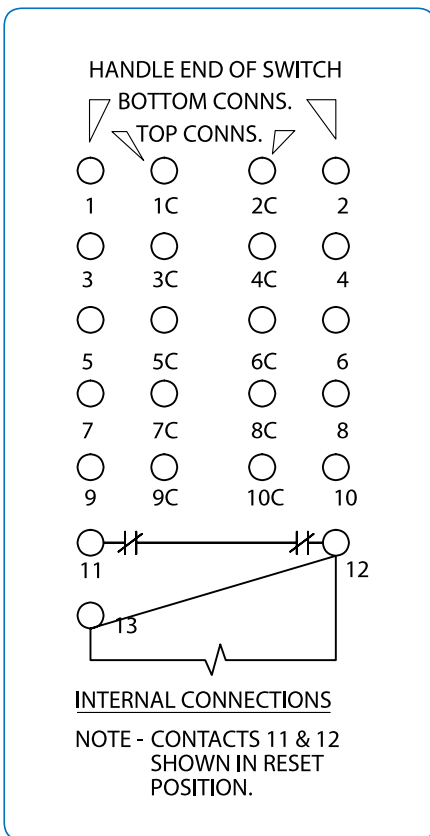 HANDLE END OF SWITCH
BOTTOM CONNS.
TOP CONNS.
1 1C 2C 2
3 3C 4C 4
5 5C 6C 6
7 7C 8C 8
9 9C 10C 10
11 12
13
INTERNAL CONNECTIONS
NOTE - CONTACTS 11 & 12
SHOWN IN RESET
POSITION.